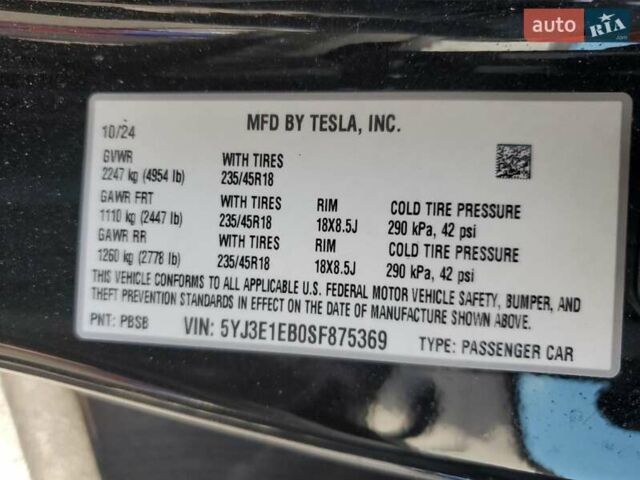 auto RIA .com
10/24
MFD BY TESLA, INC.
GVWR
2247 kg (4954 lb)
WITH TIRES
235/45R18
GAWR FRT
1110 kg (2447 lb)
WITH TIRES
235/45R18
RIM
18X8.5J
COLD TIRE PRESSURE
290 kPa, 42 psi
GAWR RR
1260 kg (2778 lb)
WITH TIRES
235/45R18
RIM
18X8.5J
COLD TIRE PRESSURE
290 kPa, 42 psi
THIS VEHICLE CONFORMS TO ALL APPLICABLE U.S. FEDERAL MOTOR VEHICLE SAFETY, BUMPER, AND
THEFT PREVENTION STANDARDS IN EFFECT ON THE DATE OF MANUFACTURE SHOWN ABOVE.
PNT: PBSB
VIN: 5YJ3E1EB0SF875369
TYPE: PASSENGER CAR